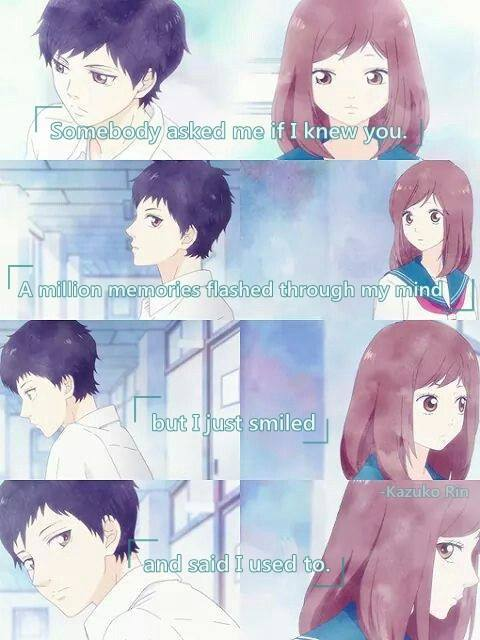 Somebody asked me if I knew you.
A million memories flashed through my mind
but I just smiled
-Kazuko Rin
and said I used to.